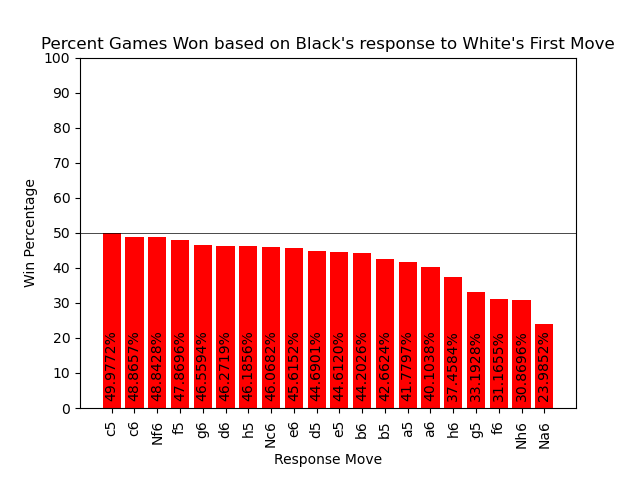 Percent Games Won based on Black's response to White's First Move
100
90
80
70
60
50
40
30
20
10
0
Win Percentage
49.9772%
48.8657%
48.8428%
47.8696%
46.5594%
46.2719%
46.1856%
46.0682%
45.6152%
44.6901%
44.6120%
44.2026%
42.6624%
41.7797%
40.1038%
37.4584%
33.1928%
31.1655%
30.8696%
23.9852%
c5
c6
Nf6
f5
g6
d6
h5
Nc6
e6
d5
e5
b6
b5
a5
a6
h6
g5
f6
Nh6
Na6
Response Move